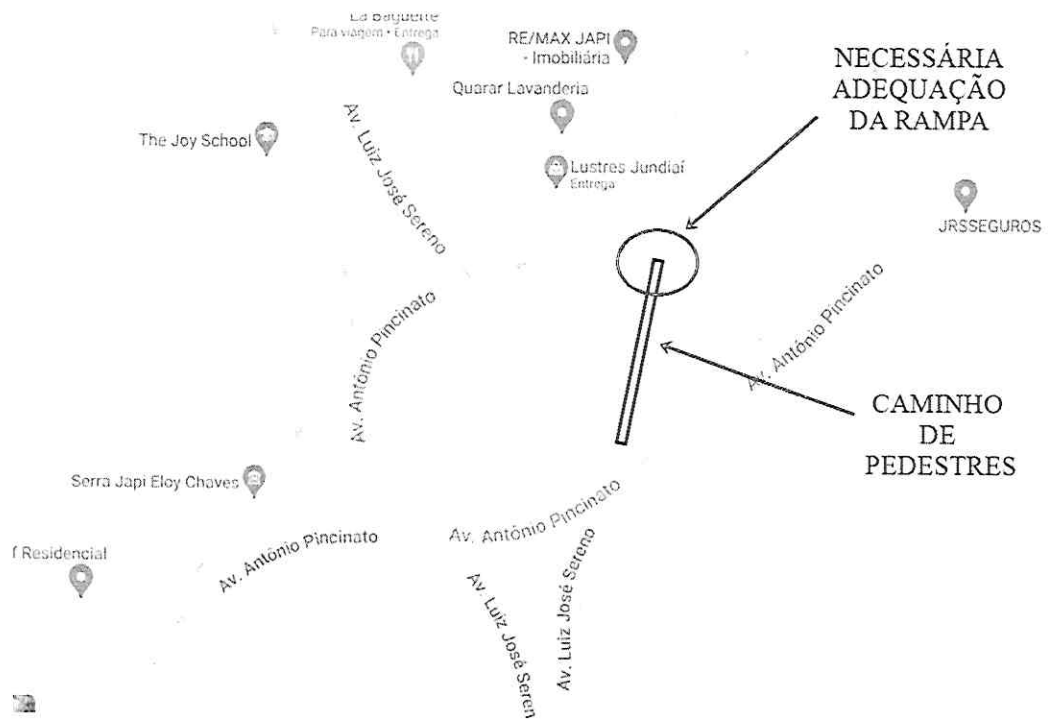 La Baguette
Para viagem • Entrega
RE/MAX JAPI
- Imobiliária
NECESSÁRIA
ADEQUAÇÃO
DA RAMPA
Quarar Lavanderia
The Joy School
Av. Luiz José Sereno
Lustres Jundiaí
Entrega
JRSSEGUROS
Av. Antônio Pincinato
Av. Antônio Pincinato
CAMINHO
DE
PEDESTRES
Serra Japi Eloy Chaves
Av. Antônio Pincinato
Av. Antônio Pincinato
f Residencial
Av. Luiz José Seren
Av. Luiz José Sereno